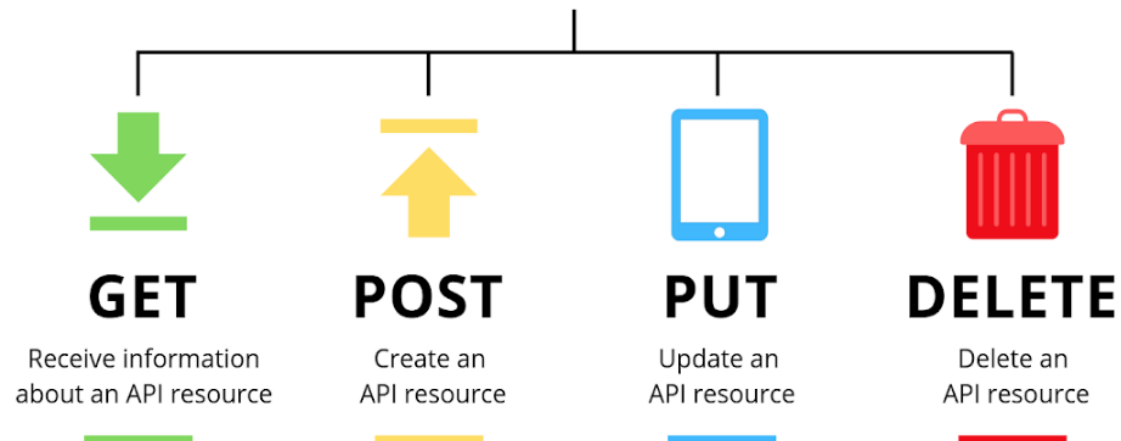 GET
Receive information
about an API resource
POST
Create an
API resource
PUT
Update an
API resource
DELETE
Delete an
API resource